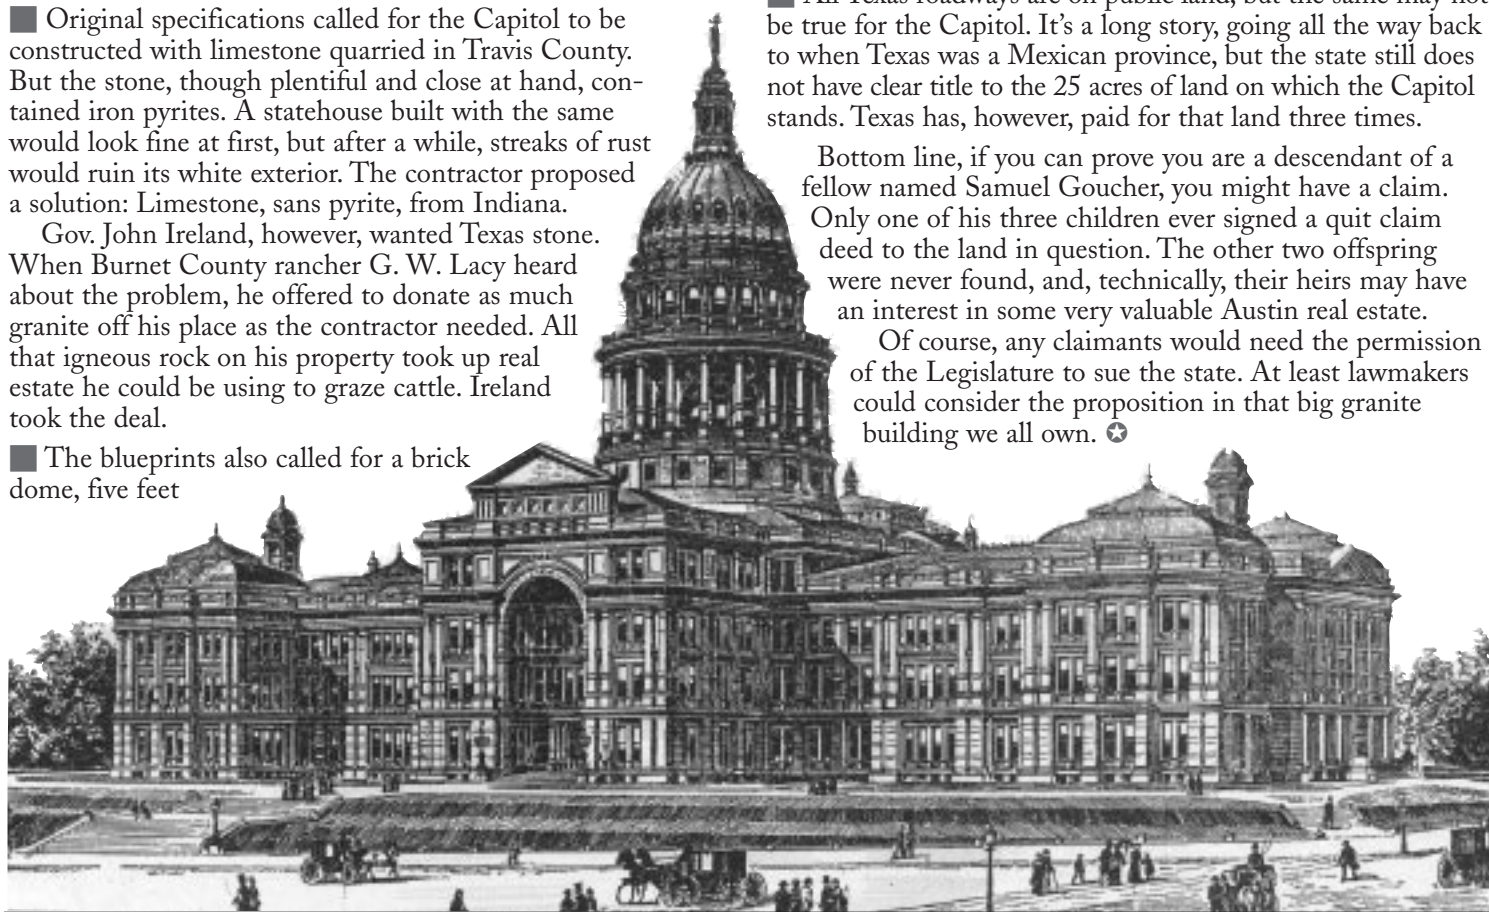 Original specifications called for the Capitol to be
constructed with limestone quarried in Travis County.
But the stone, though plentiful and close at hand, con-
tained iron pyrites. A statehouse built with the same
would look fine at first, but after a while, streaks of rust
would ruin its white exterior. The contractor proposed
a solution: Limestone, sans pyrite, from Indiana.
Gov. John Ireland, however, wanted Texas stone.
When Burnet County rancher G. W. Lacy heard
about the problem, he offered to donate as much
granite off his place as the contractor needed. All
that igneous rock on his property took up real
estate he could be using to graze cattle. Ireland
took the deal.
The blueprints also called for a brick
dome, five feet
All Texas roadways are on public land, but the same may not
be true for the Capitol. It’s a long story, going all the way back
to when Texas was a Mexican province, but the state still does
not have clear title to the 25 acres of land on which the Capitol
stands. Texas has, however, paid for that land three times.
Bottom line, if you can prove you are a descendant of a
fellow named Samuel Goucher, you might have a claim.
Only one of his three children ever signed a quit claim
deed to the land in question. The other two offspring
were never found, and, technically, their heirs may have
an interest in some very valuable Austin real estate.
Of course, any claimants would need the permission
of the Legislature to sue the state. At least lawmakers
could consider the proposition in that big granite
building we all own.